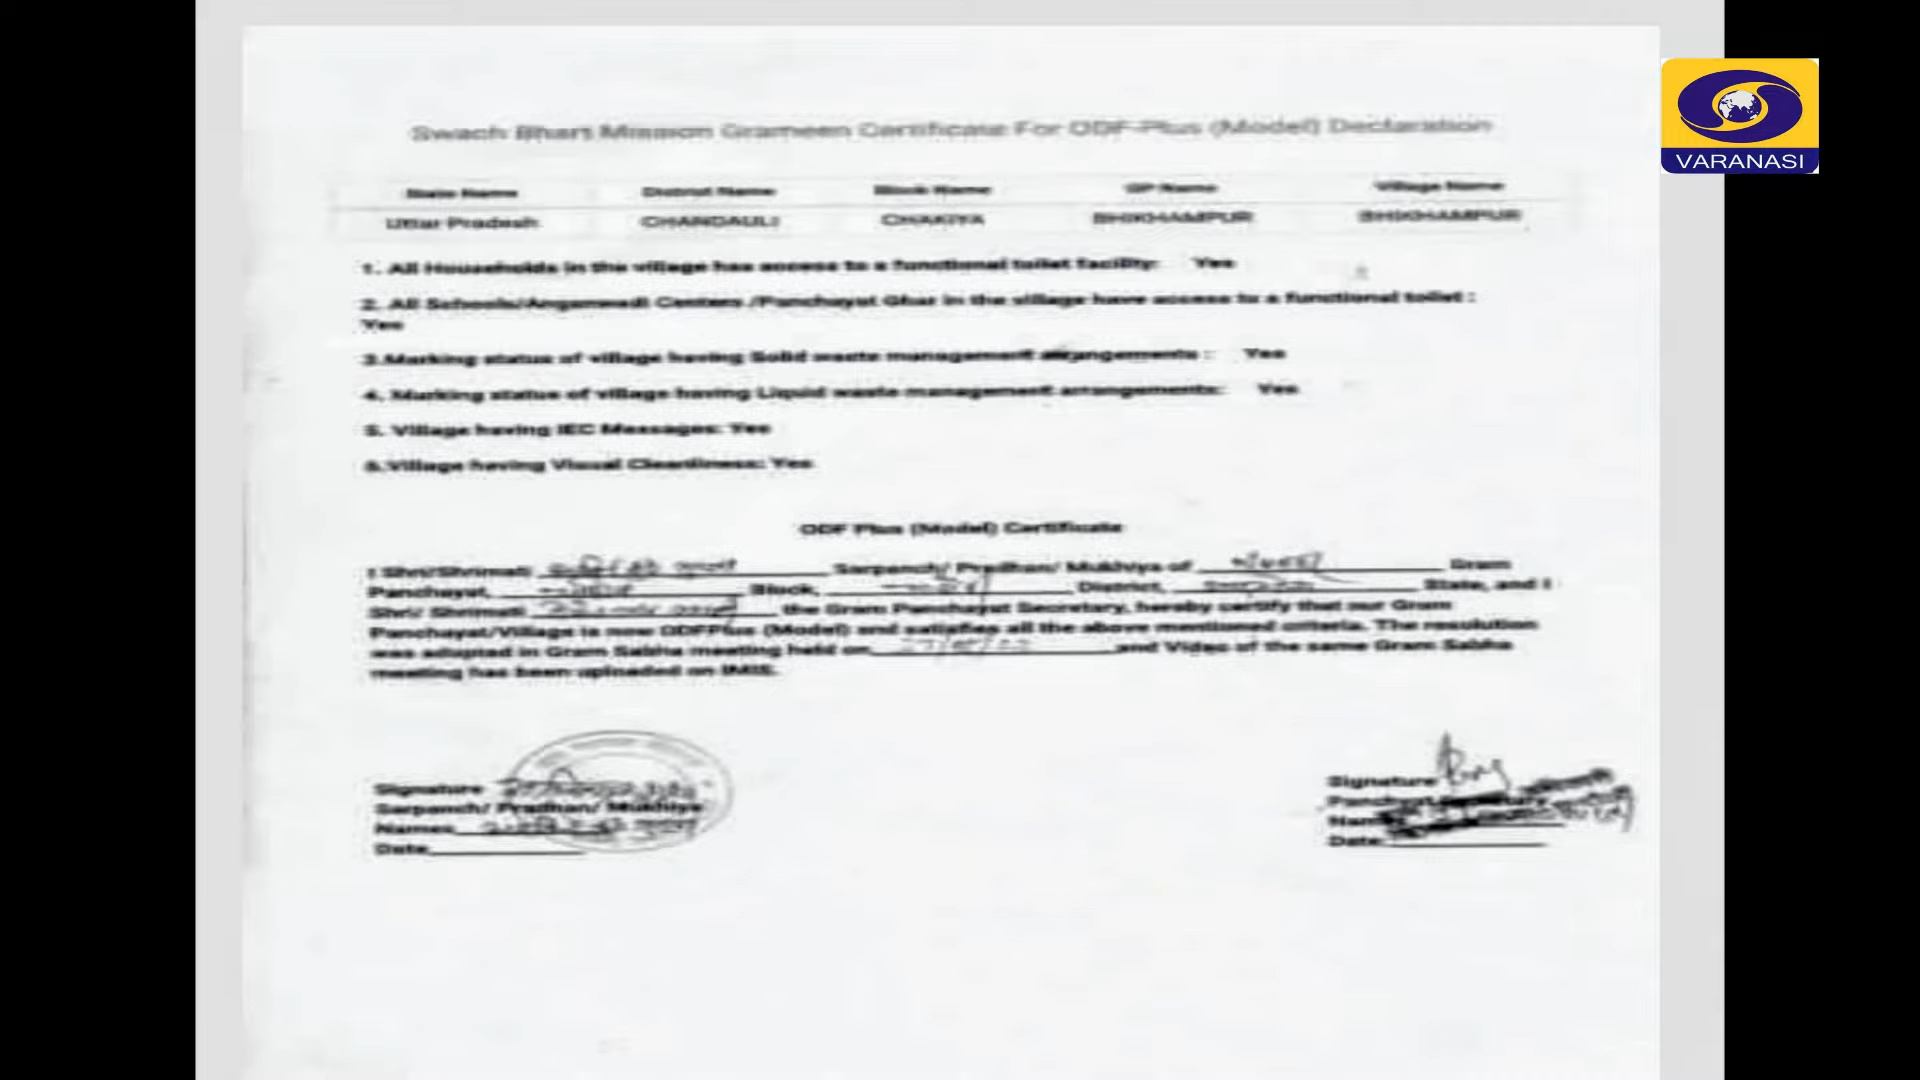 Swach Bhart Mission Grameen Certificate For ODF-Plus (Model) Declaration
VARANASI
State Name District Name Block Name GP Name Village Name
Uttar Pradesh CHANDAULI CHAKIYA BHIKHAMPUR BHIKHAMPUR
1. All Households in the village has access to a functional toilet facility: Yes
2. All Schools/Anganwadi Centers /Panchayat Ghar in the village have access to a functional toilet :
Yes
3.Marking status of village having Solid waste management arrangements : Yes
4. Marking status of village having Liquid waste management arrangements: Yes
5. Village having IEC Messages: Yes
6.Village having Visual Cleanliness: Yes
ODF Plus (Model) Certificate
I Shri/Shrimati Sarpanch/ Pradhan/ Mukhiya of Gram
Panchayat, Block, District, State, and I
Shri/ Shrimati the Gram Panchayat Secretary, hereby certify that our Gram
Panchayat/Village is now ODFPlus (Model) and satisfies all the above mentioned criteria. The resolution
was adopted in Gram Sabha meeting held on and Video of the same Gram Sabha
meeting has been uploaded on IMIS.
Signature
Sarpanch/ Pradhan/ Mukhiya
Names
Date
Signature
Panchayat Secretary
Names
Date: